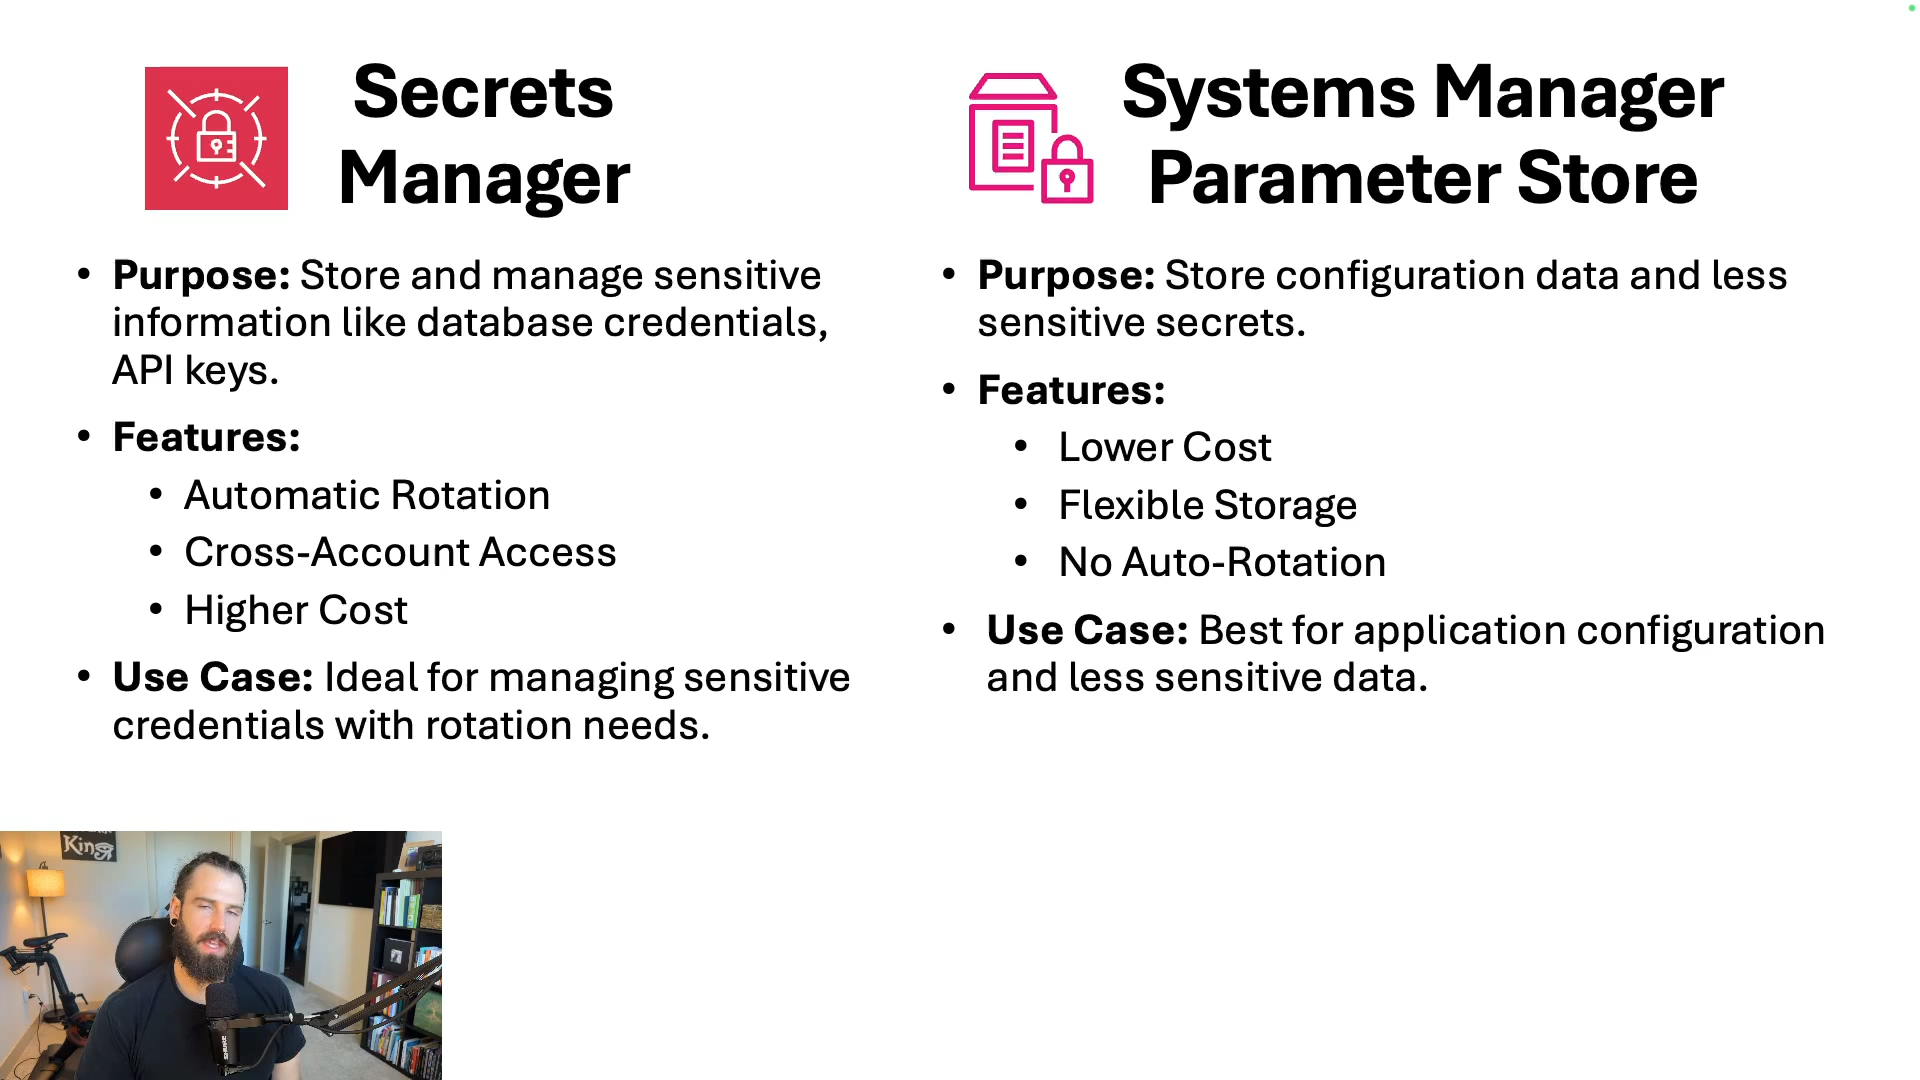 Secrets
Manager
• Purpose: Store and manage sensitive
information like database credentials,
API keys.
• Features:
• Automatic Rotation
• Cross-Account Access
• Higher Cost
• Use Case: Ideal for managing sensitive
credentials with rotation needs.
Systems Manager
Parameter Store
• Purpose: Store configuration data and less
sensitive secrets.
• Features:
• Lower Cost
• Flexible Storage
• No Auto-Rotation
• Use Case: Best for application configuration
and less sensitive data.
King
SHURE